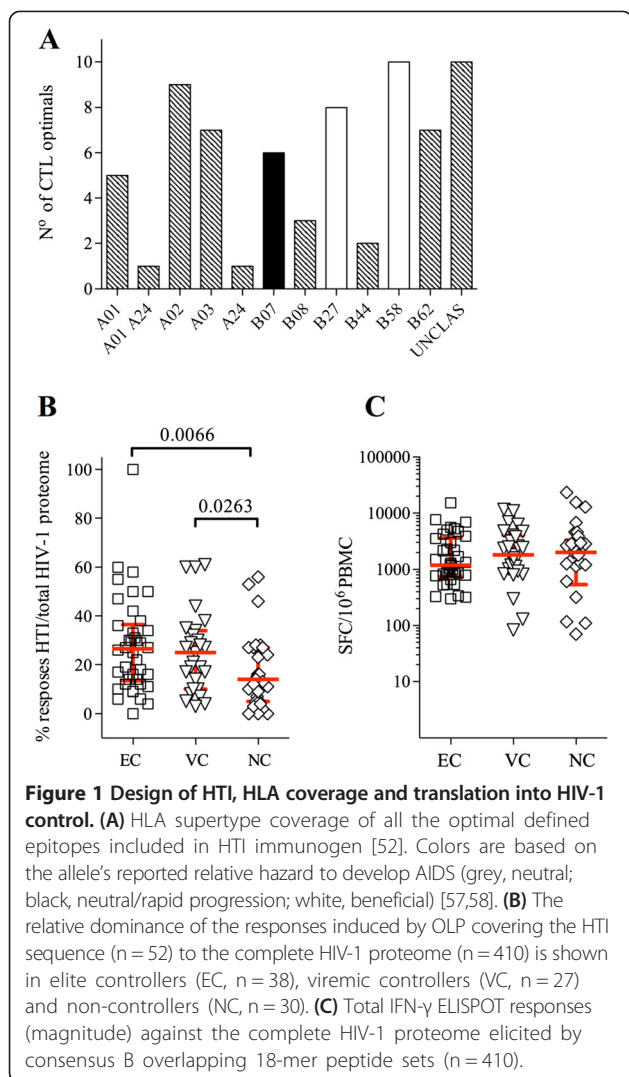 A
Nº of CTL optimals
10
8
6
4
2
0
A01
A01 A24
A02
A03
A24
B07
B08
B27
B44
B58
B62
UNCLAS
B
0.0066
0.0263
% resposes HTI/total HIV-1 proteome
100
80
60
40
20
0
EC
VC
NC
C
SFC/10⁶ PBMC
100000
10000
1000
100
10
EC
VC
NC
Figure 1 Design of HTI, HLA coverage and translation into HIV-1
control. (A) HLA supertype coverage of all the optimal defined
epitopes included in HTI immunogen [52]. Colors are based on
the allele's reported relative hazard to develop AIDS (grey, neutral;
black, neutral/rapid progression; white, beneficial) [57,58]. (B) The
relative dominance of the responses induced by OLP covering the HTI
sequence (n = 52) to the complete HIV-1 proteome (n = 410) is shown
in elite controllers (EC, n = 38), viremic controllers (VC, n = 27)
and non-controllers (NC, n = 30). (C) Total IFN-γ ELISPOT responses
(magnitude) against the complete HIV-1 proteome elicited by
consensus B overlapping 18-mer peptide sets (n = 410).